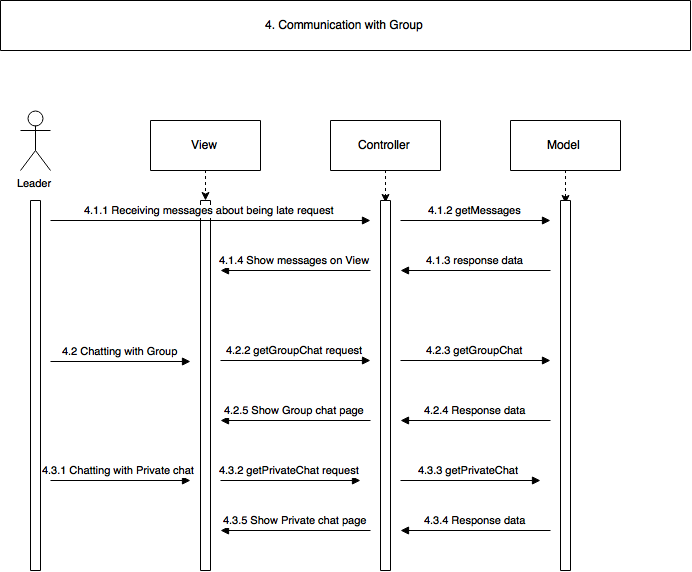 4. Communication with Group
View
Controller
Model
Leader
4.1.1 Receiving messages about being late request
4.1.2 getMessages
4.1.4 Show messages on View
4.1.3 response data
4.2 Chatting with Group
4.2.2 getGroupChat request
4.2.3 getGroupChat
4.2.5 Show Group chat page
4.2.4 Response data
4.3.1 Chatting with Private chat
4.3.2 getPrivateChat request
4.3.3 getPrivateChat
4.3.5 Show Private chat page
4.3.4 Response data